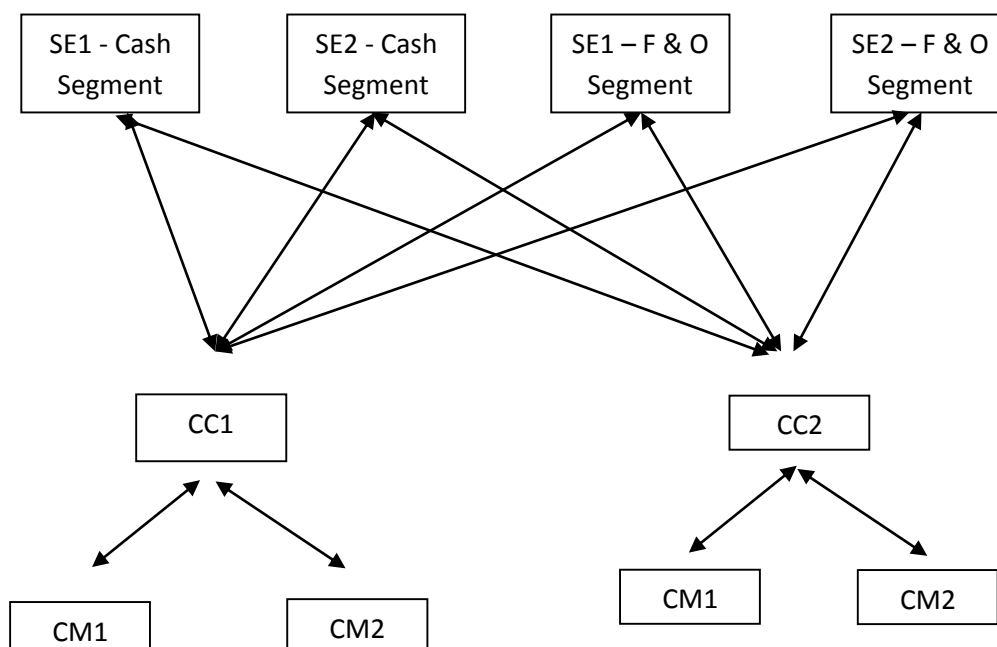 SE1 - Cash
Segment
SE2 - Cash
Segment
SE1 – F & O
Segment
SE2 – F & O
Segment
CC1
CC2
CM1
CM2
CM1
CM2